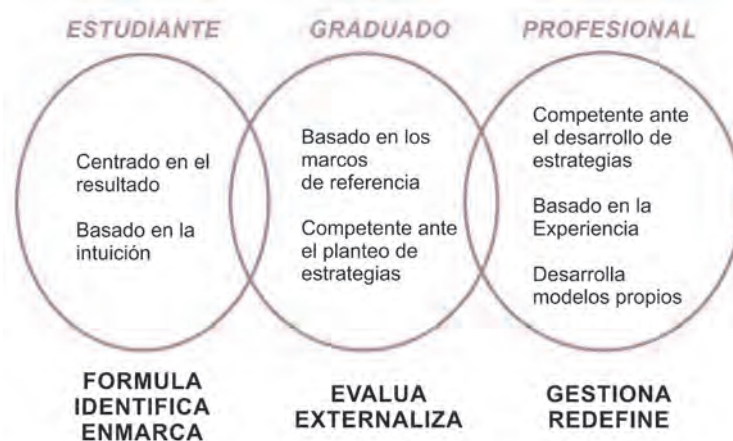 ESTUDIANTE
GRADUADO
PROFESIONAL
Centrado en el
resultado
Basado en la
intuición
Basado en los
marcos
de referencia
Competente ante
el planteo de
estrategias
Competente ante
el desarrollo de
estrategias
Basado en la
Experiencia
Desarrolla
modelos propios
FORMULA
IDENTIFICA
ENMARCA
EVALUA
EXTERNALIZA
GESTIONA
REDEFINE